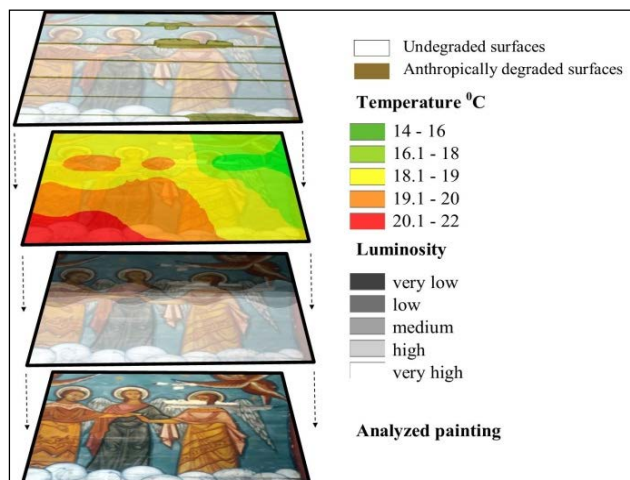 Undegraded surfaces
Anthropically degraded surfaces
Temperature ⁰C
14 - 16
16.1 - 18
18.1 - 19
19.1 - 20
20.1 - 22
Luminosity
very low
low
medium
high
very high
Analyzed painting